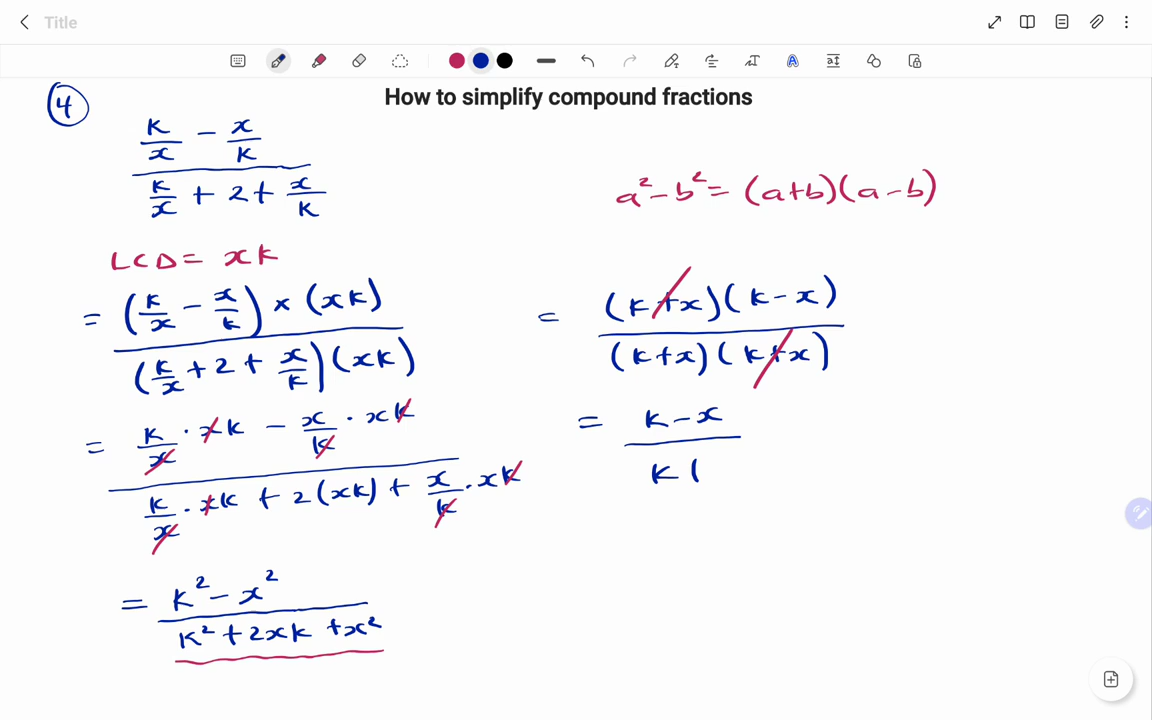 Title
How to simplify compound fractions
④
k/x - x/k
k/x + 2 + x/k
LCD = xk
= (k/x - x/k) × (xk)
(k/x + 2 + x/k)(xk)
= k/x · xk - x/k · xk
k/x · xk + 2(xk) + x/k · xk
= k² - x²
k² + 2xk + x²
a² - b² = (a+b)(a-b)
= (k+x)(k-x)
(k+x)(k+x)
= k-x
k(